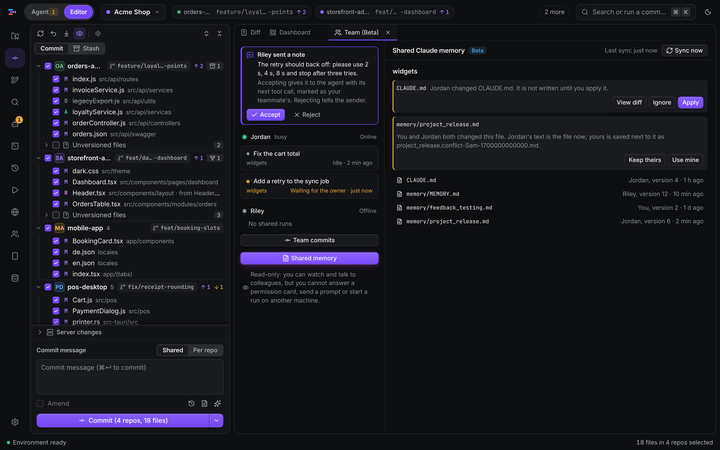 Agent 1
Editor
Acme Shop
orders-... feature/loyal...-points ↑ 2
storefront-ad... feat/...-dashboard ↑ 1
2 more
Search or run a command... ⌘ K
Commit
Stash
OA orders-a... feature/loyal...-points ↑ 2 1
M index.js src/api/routes
M invoiceService.js src/api/services
D legacyExport.js src/api/utils
M loyaltyService.js src/api/services
M orderController.js src/api/controllers
M orders.json src/api/swagger
Unversioned files 2
SA storefront-a... feat/da...-dashboard ↑ 1 1
M dark.css src/theme
M Dashboard.tsx src/components/pages/dashboard
M Header.tsx src/components/layout · from Header...
M OrdersTable.tsx src/components/modules/orders
Unversioned files 3
MA mobile-app 4 feat/booking-slots
M BookingCard.tsx app/components
M de.json locales
M en.json locales
M index.tsx app/(tabs)
PD pos-desktop 5 fix/receipt-rounding ↑ 1 ↓ 1
M Cart.js src/pos
M PaymentDialog.js src/pos
M printer.rs src-tauri/src
Server changes
Commit message
Shared
Per repo
Commit message (⌘↩ to commit)
Amend
Commit (4 repos, 18 files)
Environment ready
Diff
Dashboard
Team (Beta)
Riley sent a note
The retry should back off: please use 2
s, 4 s, 8 s and stop after three tries.
Accepting gives it to the agent with its
next tool call, marked as your
teammate's. Rejecting tells the sender.
Accept
Reject
Jordan busy
Online
Fix the cart total
widgets
Idle · 2 min ago
Add a retry to the sync job
widgets
Waiting for the owner · just now
Riley
Offline
No shared runs
Team commits
Shared memory
Read-only: you can watch and talk to
colleagues, but you cannot answer a
permission card, send a prompt or start a
run on another machine.
Shared Claude memory Beta
Last sync just now
Sync now
widgets
CLAUDE.md Jordan changed CLAUDE.md. It is not written until you apply it.
View diff
Ignore
Apply
memory/project_release.md
You and Jordan both changed this file. Jordan's text is the file now; yours is saved next to it as
project_release.conflict-Sam-1700000000000.md.
Keep theirs
Use mine
CLAUDE.md Jordan, version 4 · 1 h ago
memory/MEMORY.md Riley, version 12 · 10 min ago
memory/feedback_testing.md You, version 2 · 1 d ago
memory/project_release.md Jordan, version 6 · 2 min ago
18 files in 4 repos selected